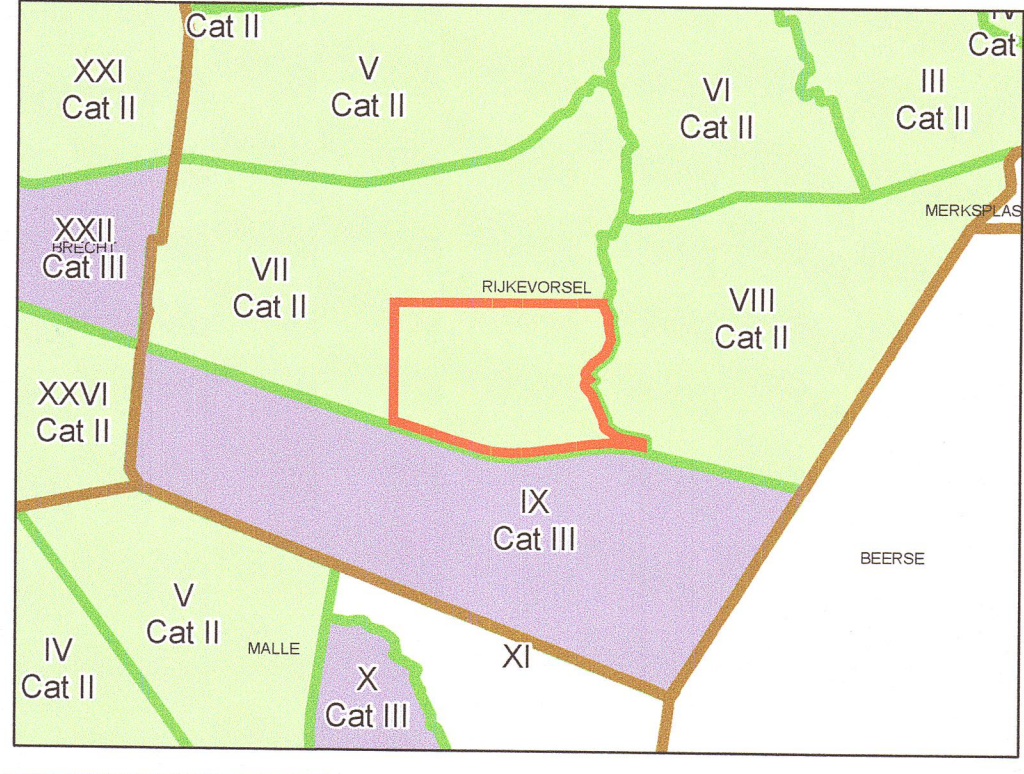 Cat II
Cat
XXI
Cat II
V
Cat II
VI
Cat II
III
Cat II
MERKSPLAS
XXII
BRECHT
Cat III
VII
Cat II
RIJKEVORSEL
VIII
Cat II
XXVI
Cat II
IX
Cat III
BEERSE
V
Cat II
MALLE
IV
Cat II
XI
X
Cat III